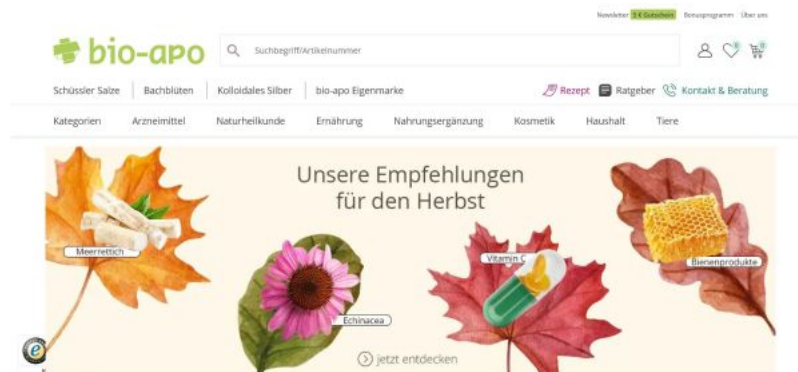 Newsletter 5 € Gutschein Bonusprogramm Über uns
bio-apo
Suchbegriff/Artikelnummer
Schüssler Salze Bachblüten Kolloidales Silber bio-apo Eigenmarke Rezept Ratgeber Kontakt & Beratung
Kategorien Arzneimittel Naturheilkunde Ernährung Nahrungsergänzung Kosmetik Haushalt Tiere
Unsere Empfehlungen
für den Herbst
Meerrettich
Vitamin C
Bienenprodukte
Echinacea
jetzt entdecken